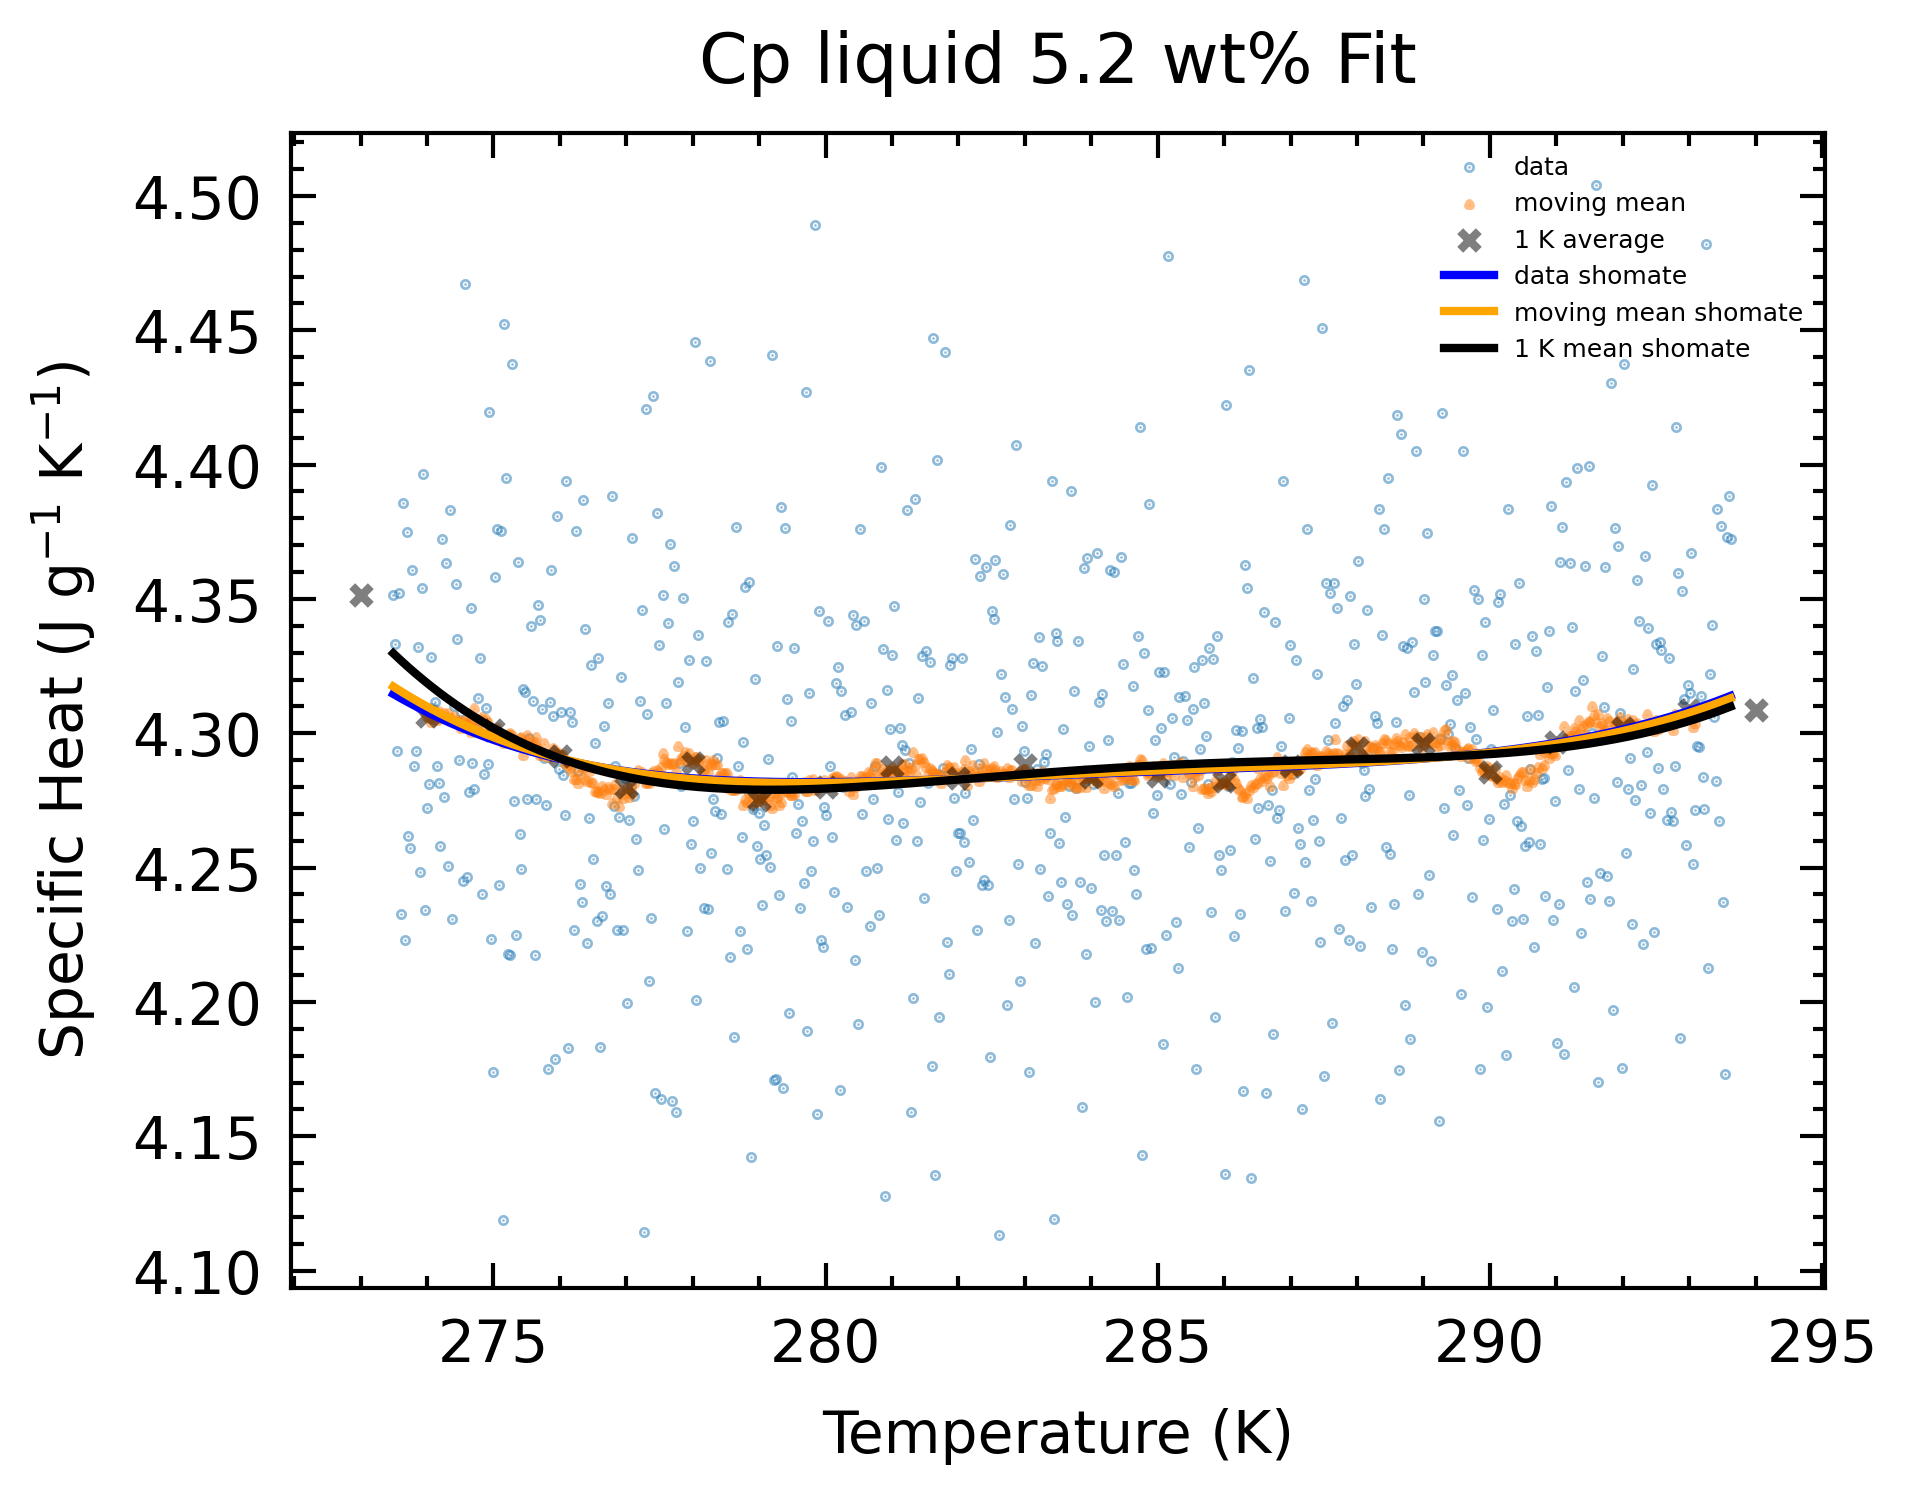 Cp liquid 5.2 wt% Fit
data
moving mean
1 K average
data shomate
moving mean shomate
1 K mean shomate
4.50
4.45
4.40
4.35
4.30
4.25
4.20
4.15
4.10
Specific Heat (J g⁻¹ K⁻¹)
275 280 285 290 295
Temperature (K)